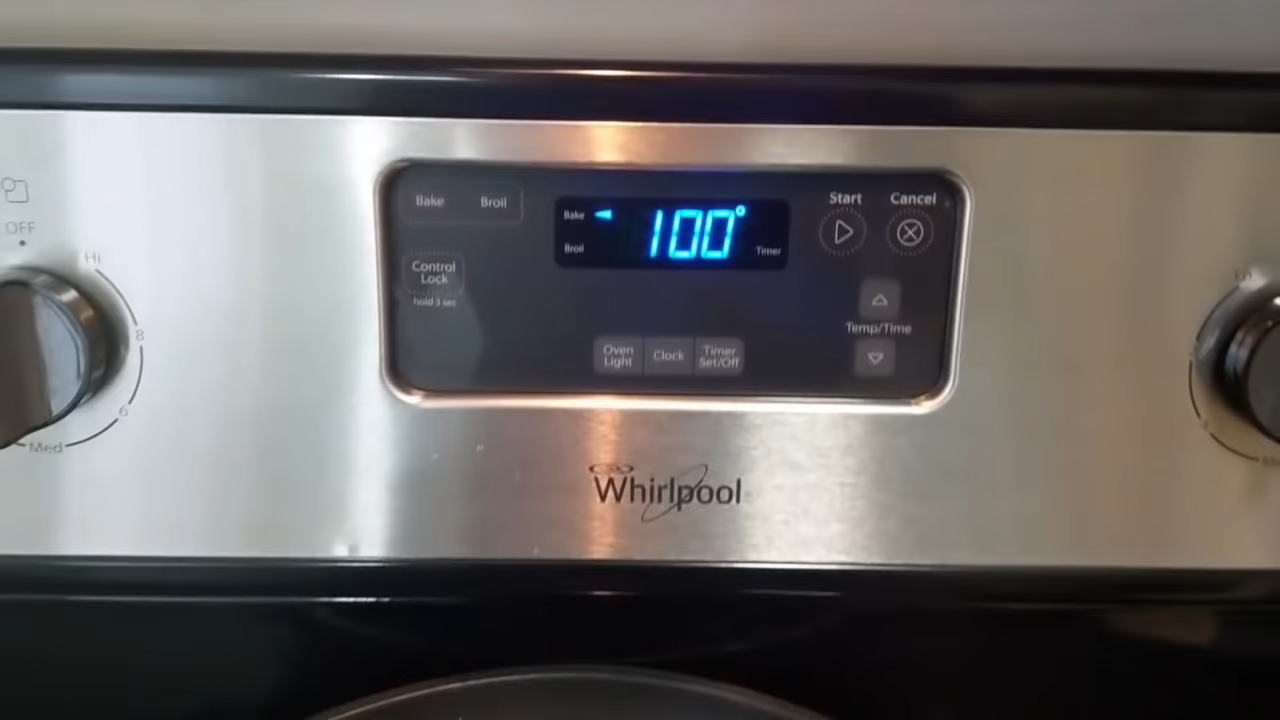 OFF
Hi
8
6
Med
Bake Broil
Control
Lock
hold 3 sec
Bake
100°
Broil
Timer
Start Cancel
Temp/Time
Oven
Light
Clock
Timer
Set/Off
Whirlpool
Lo